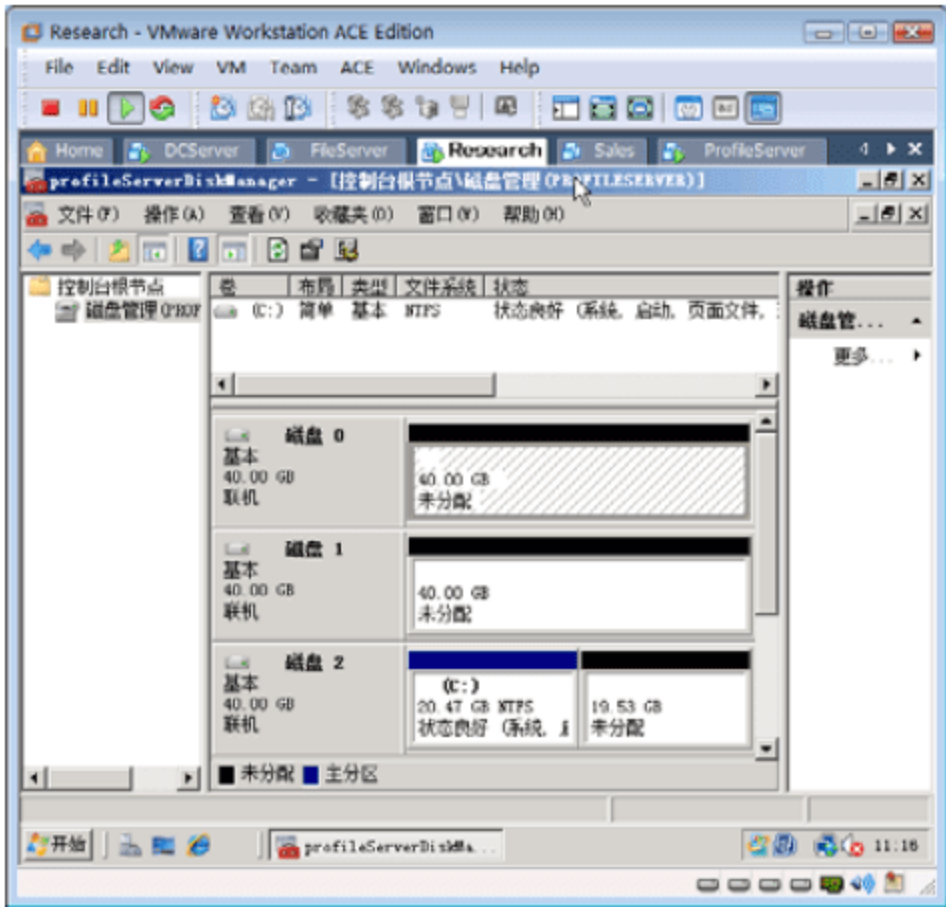 Research - VMware Workstation ACE Edition
File Edit View VM Team ACE Windows Help
Home DCServer FileServer Research Sales ProfileServer
profileServerDiskManager - [控制台根节点\磁盘管理(PROFILESERVER)]
文件(F) 操作(A) 查看(V) 收藏夹(O) 窗口(W) 帮助(H)
控制台根节点
磁盘管理(PROF
卷 布局 类型 文件系统 状态
(C:) 简单 基本 NTFS 状态良好 (系统, 启动, 页面文件,
操作
磁盘管...
更多...
磁盘 0
基本
40.00 GB
联机
40.00 GB
未分配
磁盘 1
基本
40.00 GB
联机
40.00 GB
未分配
磁盘 2
基本
40.00 GB
联机
(C:)
20.47 GB NTFS
状态良好 (系统,
19.53 GB
未分配
未分配 主分区
开始 profileServerDiskMa... 11:16